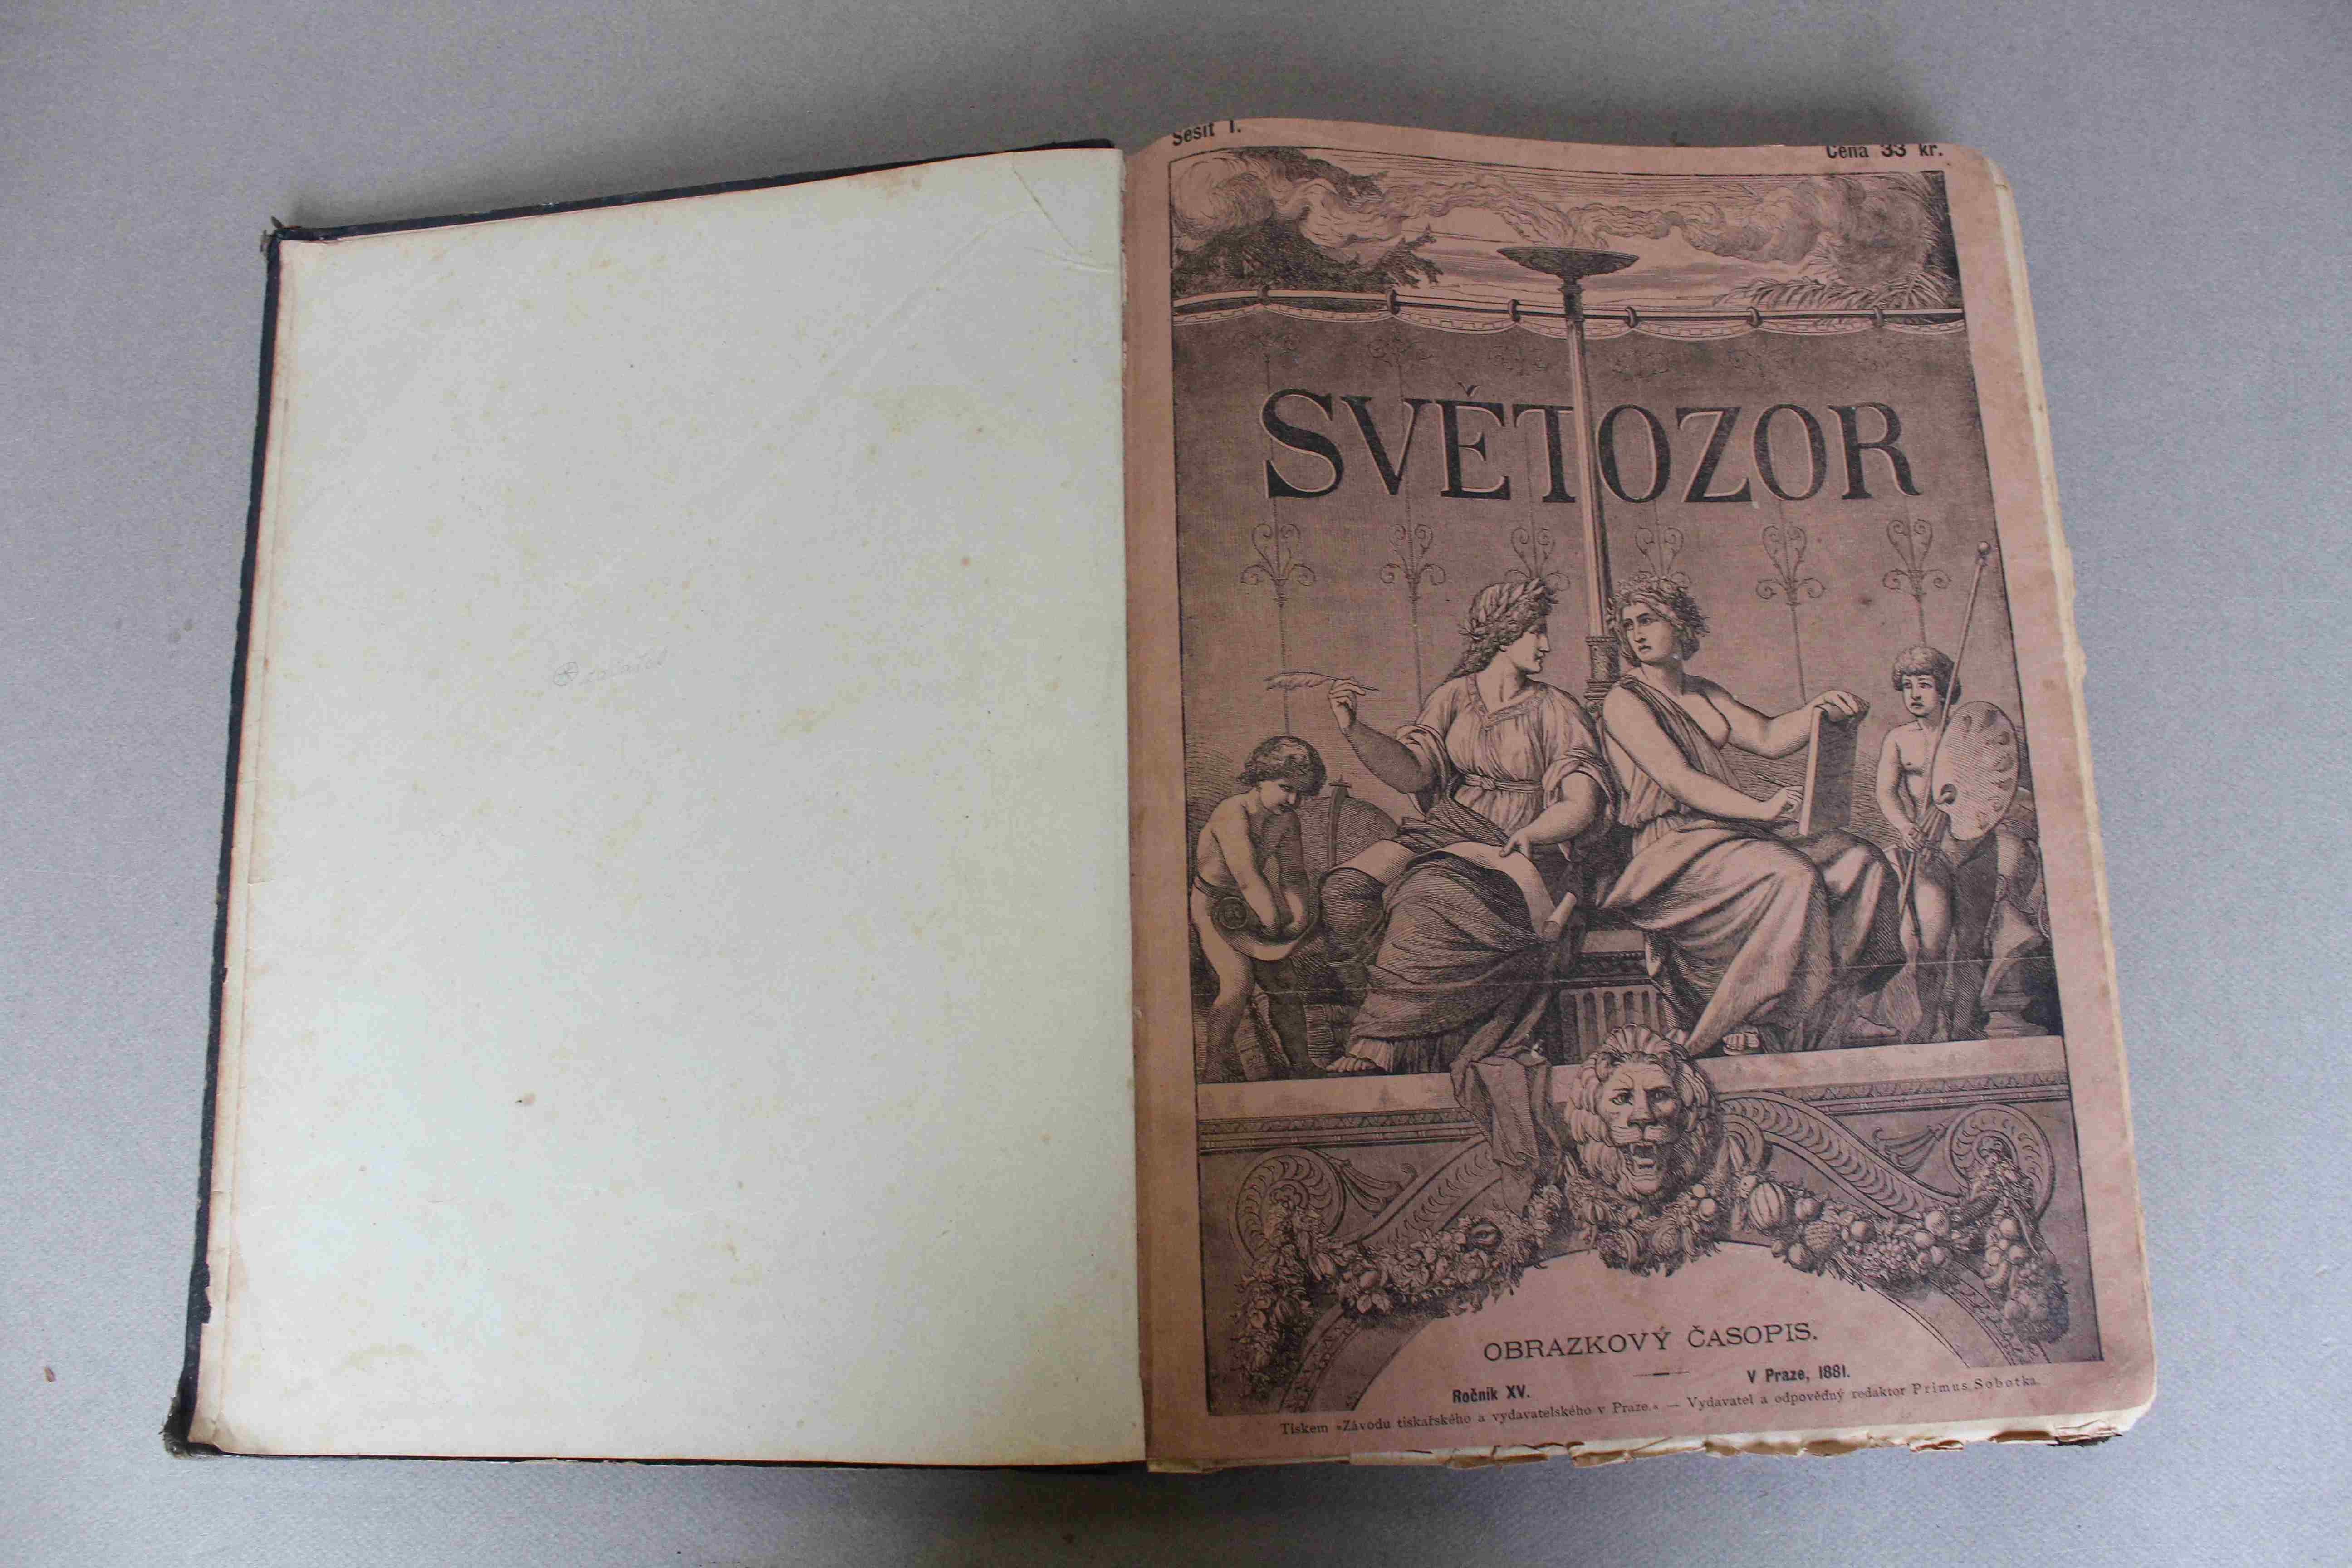 Sešit I.
Cena 33 kr.
SVĚTOZOR
OBRAZKOVÝ ČASOPIS.
Ročník XV.
V Praze, 1881.
Tiskem »Závodu tiskařského a vydavatelského v Praze.« — Vydavatel a odpovědný redaktor Primus Sobotka.